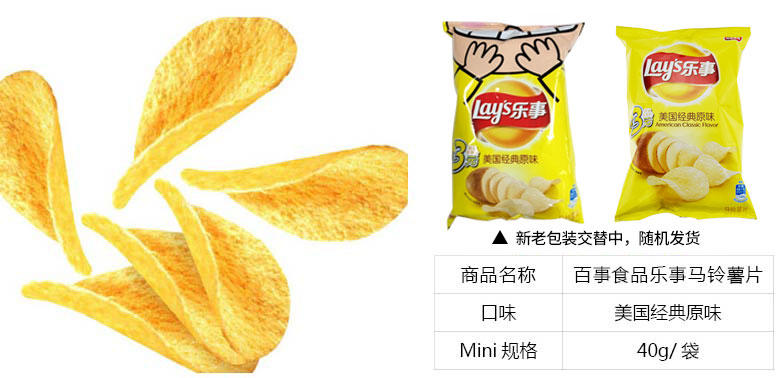 Lay's乐事
美国经典原味
Lay's乐事
美国经典原味
American Classic Flavor
▲ 新老包装交替中，随机发货
商品名称 百事食品乐事马铃薯片
口味 美国经典原味
Mini 规格 40g/ 袋